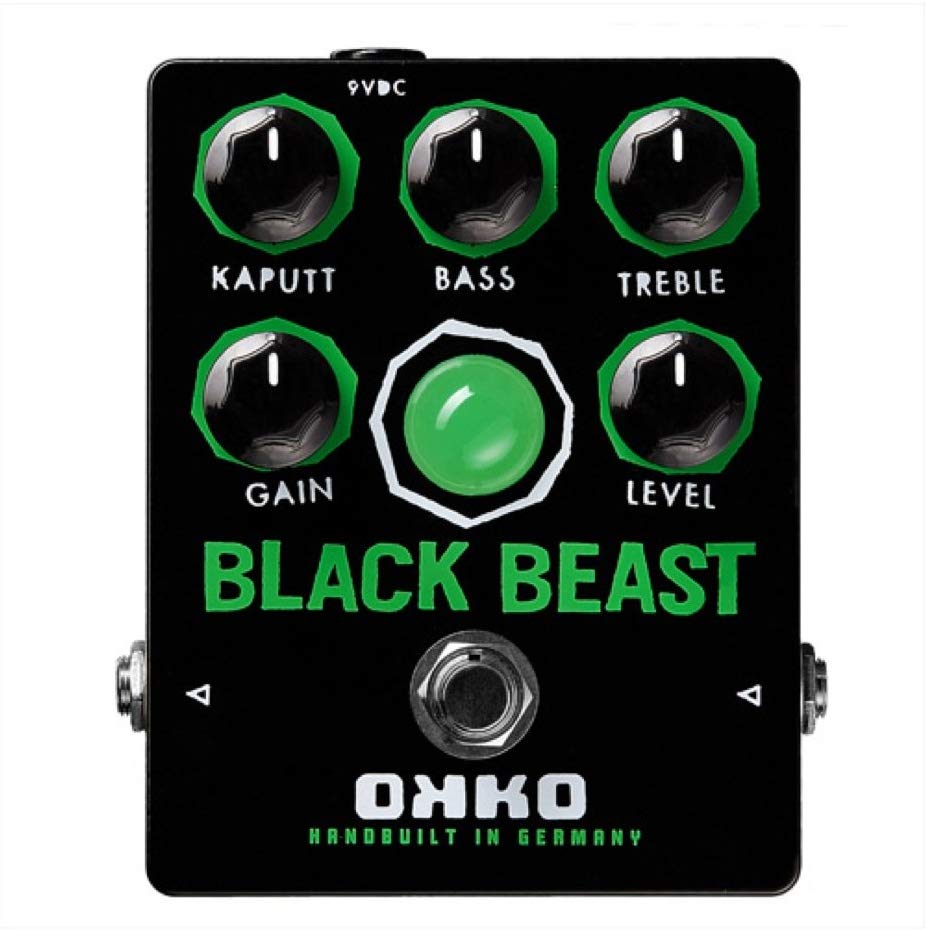 9VDC
KAPUTT BASS TREBLE
GAIN LEVEL
BLACK BEAST
OKKO
HANDBUILT IN GERMANY